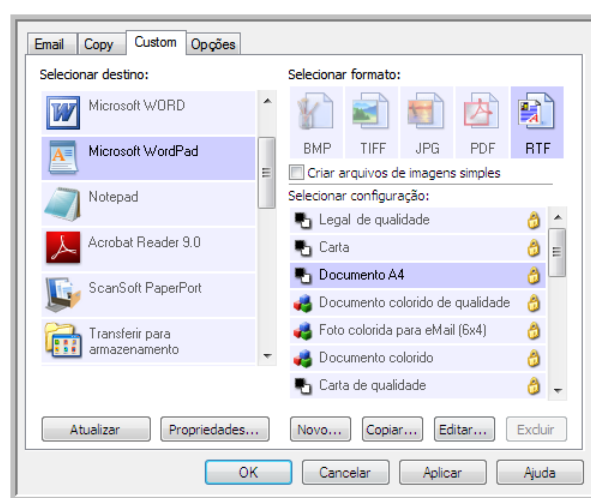 Email Copy Custom Opções
Selecionar destino:
Microsoft WORD
Microsoft WordPad
Notepad
Acrobat Reader 9.0
ScanSoft PaperPort
Transferir para
armazenamento
Atualizar Propriedades...
Selecionar formato:
BMP TIFF JPG PDF RTF
Criar arquivos de imagens simples
Selecionar configuração:
Legal de qualidade
Carta
Documento A4
Documento colorido de qualidade
Foto colorida para eMail (6x4)
Documento colorido
Carta de qualidade
Novo... Copiar... Editar... Excluir
OK Cancelar Aplicar Ajuda